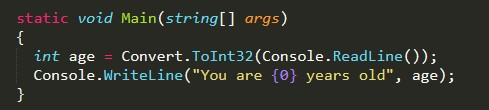 static void Main(string[] args)
{
int age = Convert.ToInt32(Console.ReadLine());
Console.WriteLine("You are {0} years old", age);
}